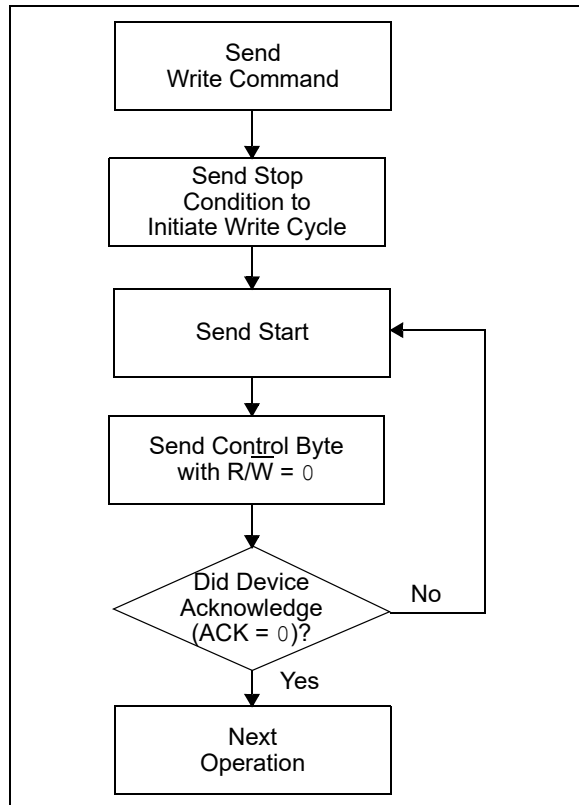 Send
Write Command
Send Stop
Condition to
Initiate Write Cycle
Send Start
Send Control Byte
with R/W̅ = 0
Did Device
Acknowledge
(ACK = 0)?
No
Yes
Next
Operation